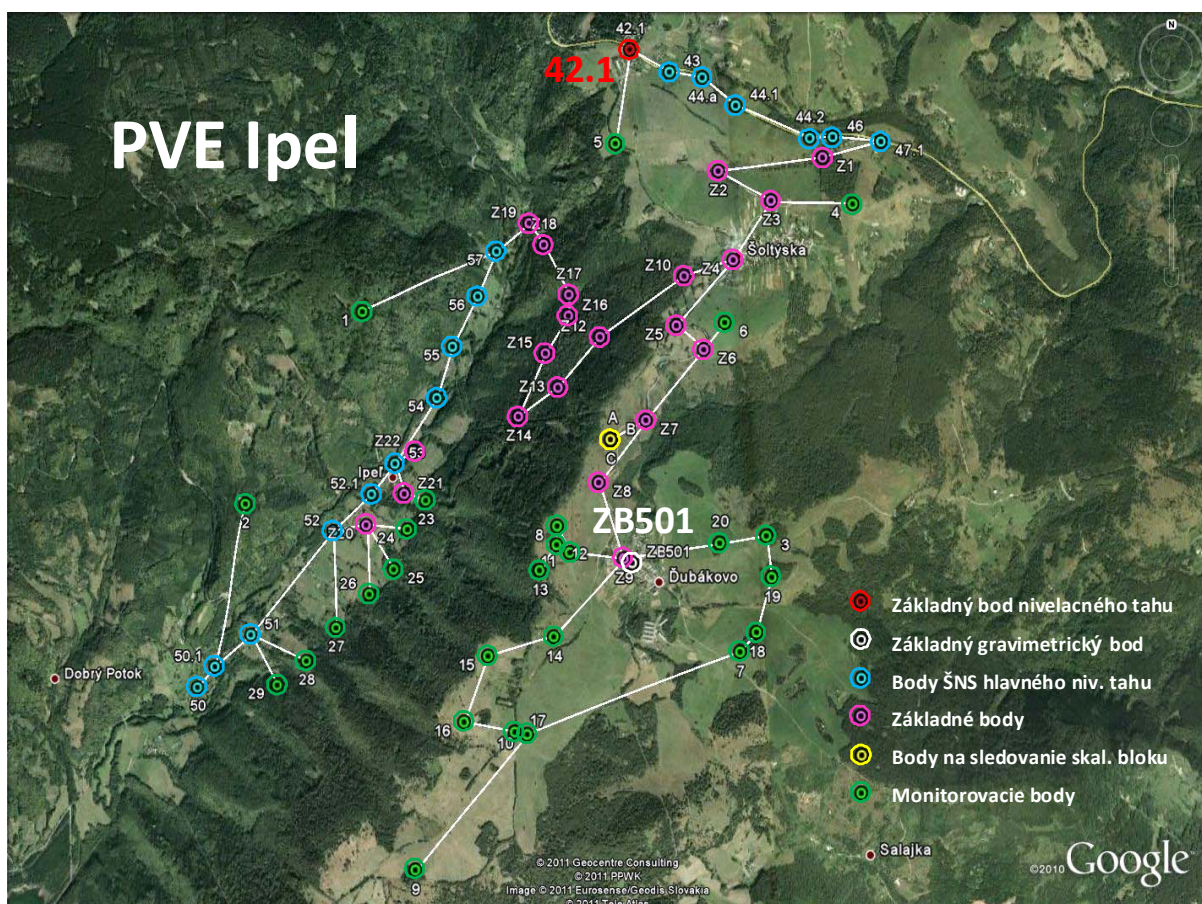 42.1
N
42.1
43
44.a
44.1
PVE Ipel
44.2
46
5
47.1
Z1
Z2
Z3
4
Z19
Z18
Šoltýska
57
Z10
Z4
Z17
56
Z16
1
Z12
Z5
6
55
Z15
Z6
Z13
54
Z14
A
B
Z7
Z22
53
C
Ipeľ
52.1
Z21
Z8
2
23
52
Z20
24
ZB501
20
8
ZB501
3
12
11
Z9
25
13
Ďubákovo
26
19
Základný bod nivelacného tahu
27
51
14
18
Základný gravimetrický bod
50.1
28
15
7
Dobrý Potok
29
Body ŠNS hlavného niv. tahu
50
16
17
10
Základné body
Body na sledovanie skal. bloku
Monitorovacie body
Salajka
9
© 2011 Geocentre Consulting
© 2011 PPWK
Image © 2011 Eurosense/Geodis Slovakia
© 2011 Tele Atlas
©2010 Google